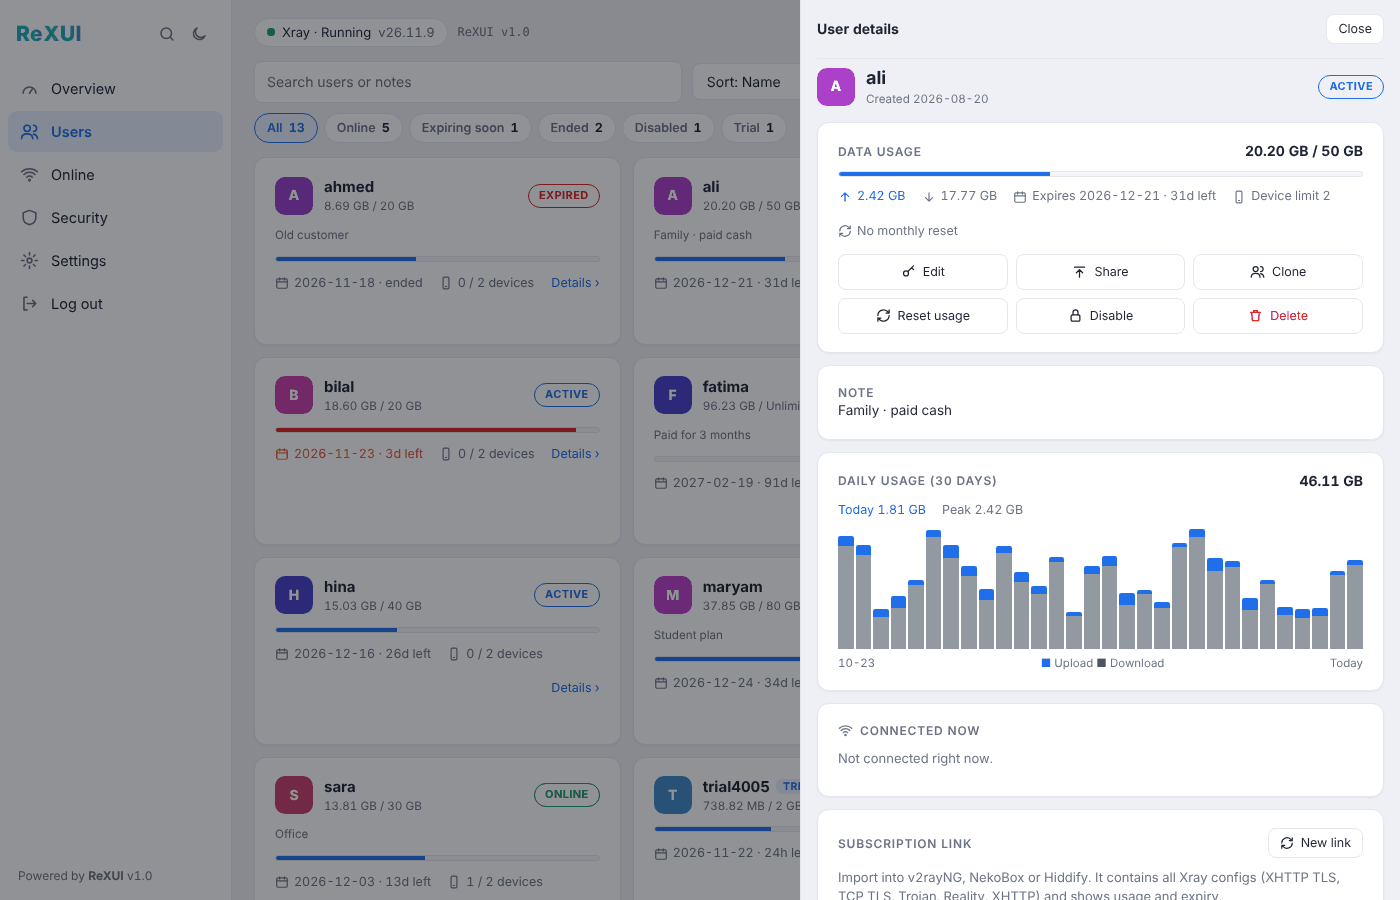 ReXUI
Overview
Users
Online
Security
Settings
Log out
Powered by ReXUI v1.0
Xray · Running v26.11.9
ReXUI v1.0
Search users or notes
Sort: Name
All 13
Online 5
Expiring soon 1
Ended 2
Disabled 1
Trial 1
A
ahmed
8.69 GB / 20 GB
EXPIRED
Old customer
2026-11-18 · ended
0 / 2 devices
Details ›
A
ali
20.20 GB / 50 GB
Family · paid cash
2026-12-21 · 31d le
B
bilal
18.60 GB / 20 GB
ACTIVE
2026-11-23 · 3d left
0 / 2 devices
Details ›
F
fatima
96.23 GB / Unlimi
Paid for 3 months
2027-02-19 · 91d le
H
hina
15.03 GB / 40 GB
ACTIVE
2026-12-16 · 26d left
0 / 2 devices
Details ›
M
maryam
37.85 GB / 80 GB
Student plan
2026-12-24 · 34d le
S
sara
13.81 GB / 30 GB
ONLINE
Office
2026-12-03 · 13d left
1 / 2 devices
T
trial4005
TRI
738.82 MB / 2 GB
2026-11-22 · 24h le
User details
Close
A
ali
Created 2026-08-20
ACTIVE
DATA USAGE
20.20 GB / 50 GB
2.42 GB
17.77 GB
Expires 2026-12-21 · 31d left
Device limit 2
No monthly reset
Edit
Share
Clone
Reset usage
Disable
Delete
NOTE
Family · paid cash
DAILY USAGE (30 DAYS)
46.11 GB
Today 1.81 GB
Peak 2.42 GB
10-23
Upload
Download
Today
CONNECTED NOW
Not connected right now.
SUBSCRIPTION LINK
New link
Import into v2rayNG, NekoBox or Hiddify. It contains all Xray configs (XHTTP TLS,
TCP TLS, Trojan, Reality, XHTTP) and shows usage and expiry.